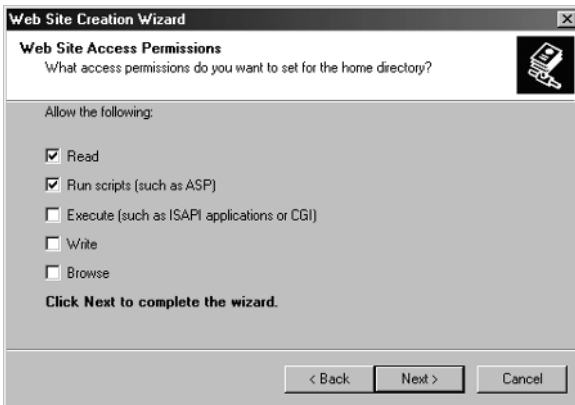 Web Site Creation Wizard
Web Site Access Permissions
What access permissions do you want to set for the home directory?
Allow the following:
Read
Run scripts (such as ASP)
Execute (such as ISAPI applications or CGI)
Write
Browse
Click Next to complete the wizard.
< Back Next > Cancel